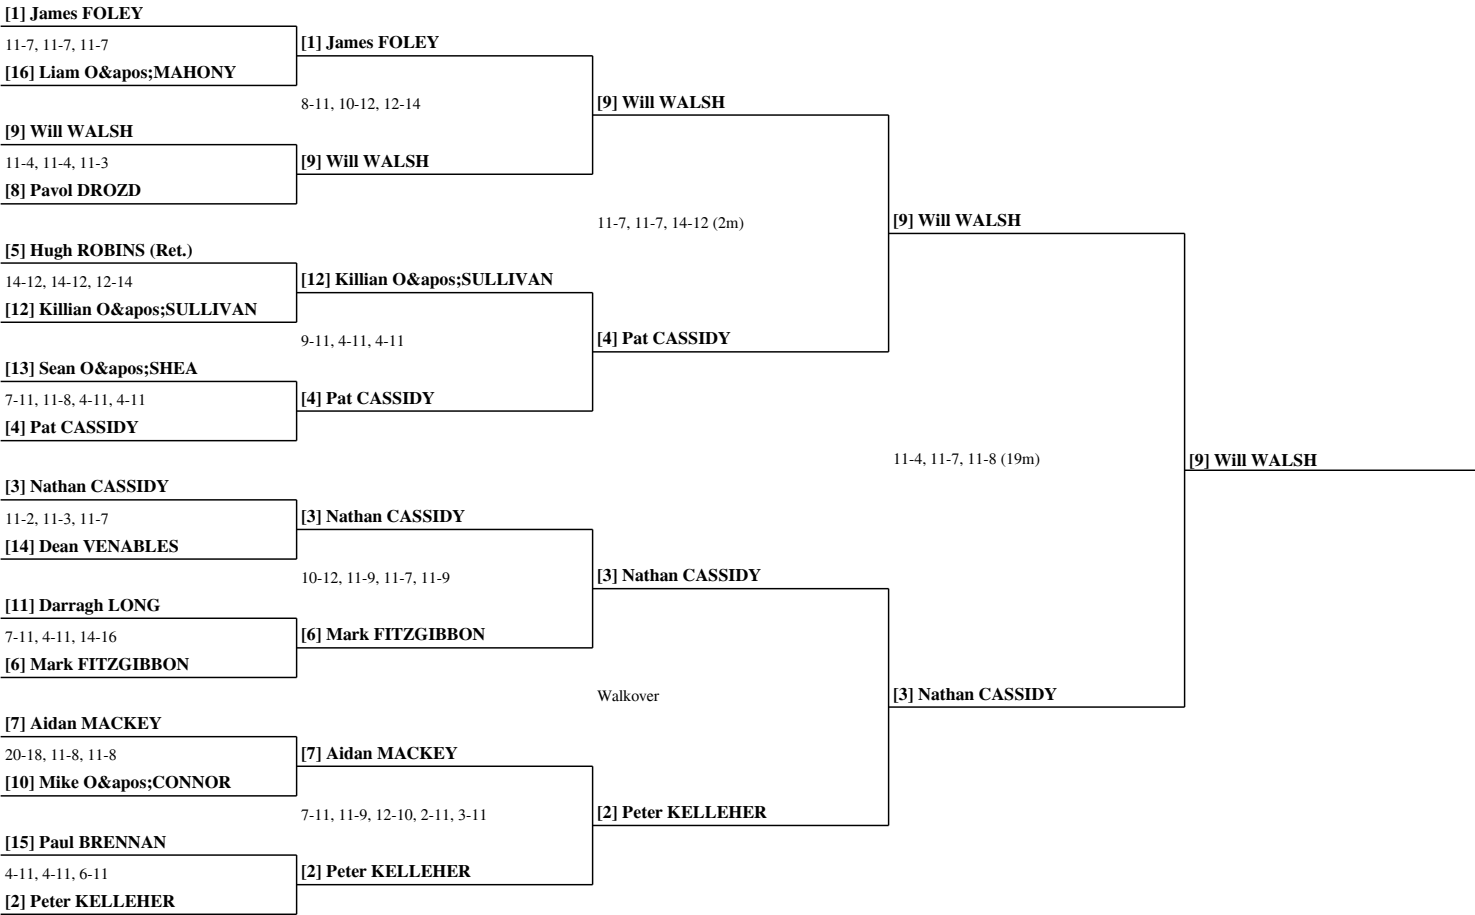 [1] James FOLEY
11-7, 11-7, 11-7
[16] Liam O&apos;MAHONY
[9] Will WALSH
11-4, 11-4, 11-3
[8] Pavol DROZD
[5] Hugh ROBINS (Ret.)
14-12, 14-12, 12-14
[12] Killian O&apos;SULLIVAN
[13] Sean O&apos;SHEA
7-11, 11-8, 4-11, 4-11
[4] Pat CASSIDY
[3] Nathan CASSIDY
11-2, 11-3, 11-7
[14] Dean VENABLES
[11] Darragh LONG
7-11, 4-11, 14-16
[6] Mark FITZGIBBON
[7] Aidan MACKEY
20-18, 11-8, 11-8
[10] Mike O&apos;CONNOR
[15] Paul BRENNAN
4-11, 4-11, 6-11
[2] Peter KELLEHER
[1] James FOLEY
8-11, 10-12, 12-14
[9] Will WALSH
[12] Killian O&apos;SULLIVAN
9-11, 4-11, 4-11
[4] Pat CASSIDY
[3] Nathan CASSIDY
10-12, 11-9, 11-7, 11-9
[6] Mark FITZGIBBON
[7] Aidan MACKEY
7-11, 11-9, 12-10, 2-11, 3-11
[2] Peter KELLEHER
[9] Will WALSH
11-7, 11-7, 14-12 (2m)
[4] Pat CASSIDY
[3] Nathan CASSIDY
Walkover
[2] Peter KELLEHER
[9] Will WALSH
11-4, 11-7, 11-8 (19m)
[3] Nathan CASSIDY
[9] Will WALSH